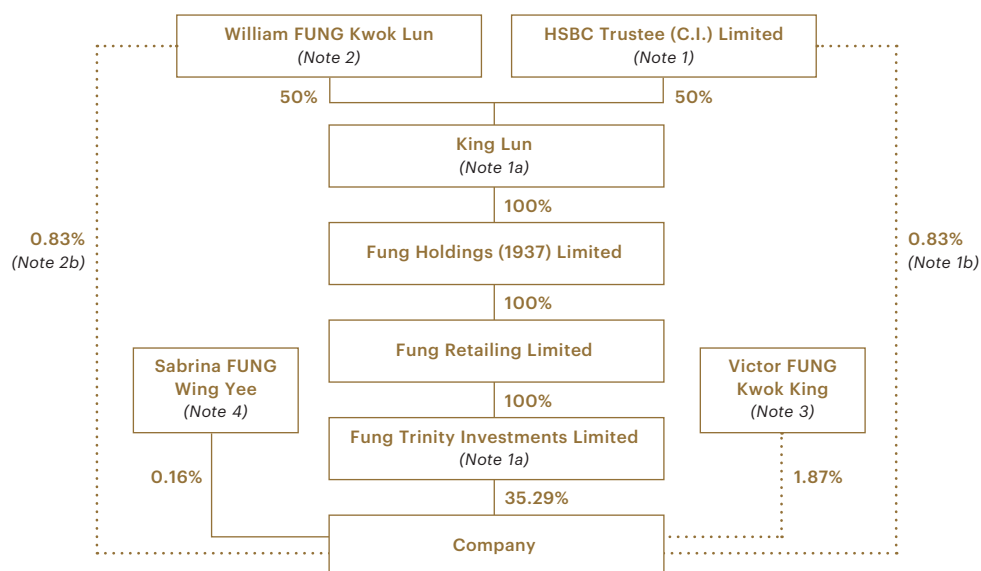 William FUNG Kwok Lun
(Note 2)
HSBC Trustee (C.I.) Limited
(Note 1)
50%
50%
King Lun
(Note 1a)
100%
0.83%
(Note 2b)
Fung Holdings (1937) Limited
0.83%
(Note 1b)
100%
Fung Retailing Limited
Sabrina FUNG
Wing Yee
(Note 4)
Victor FUNG
Kwok King
(Note 3)
100%
Fung Trinity Investments Limited
(Note 1a)
0.16%
1.87%
35.29%
Company